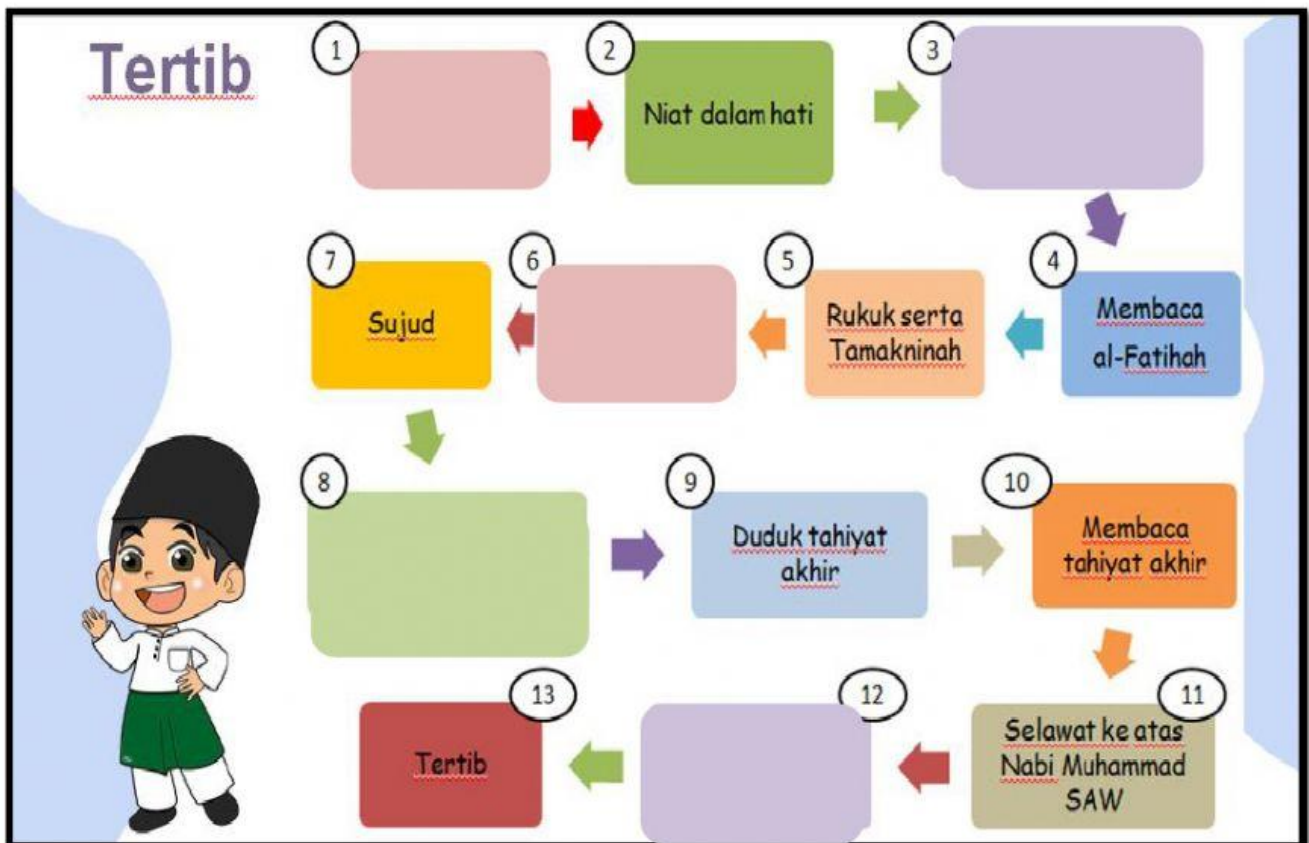 Tertib
1
2
Niat dalam hati
3
4
Membaca
al-Fatihah
5
Rukuk serta
Tamakninah
6
7
Sujud
8
9
Duduk tahiyat
akhir
10
Membaca
tahiyat akhir
11
Selawat ke atas
Nabi Muhammad
SAW
12
13
Tertib